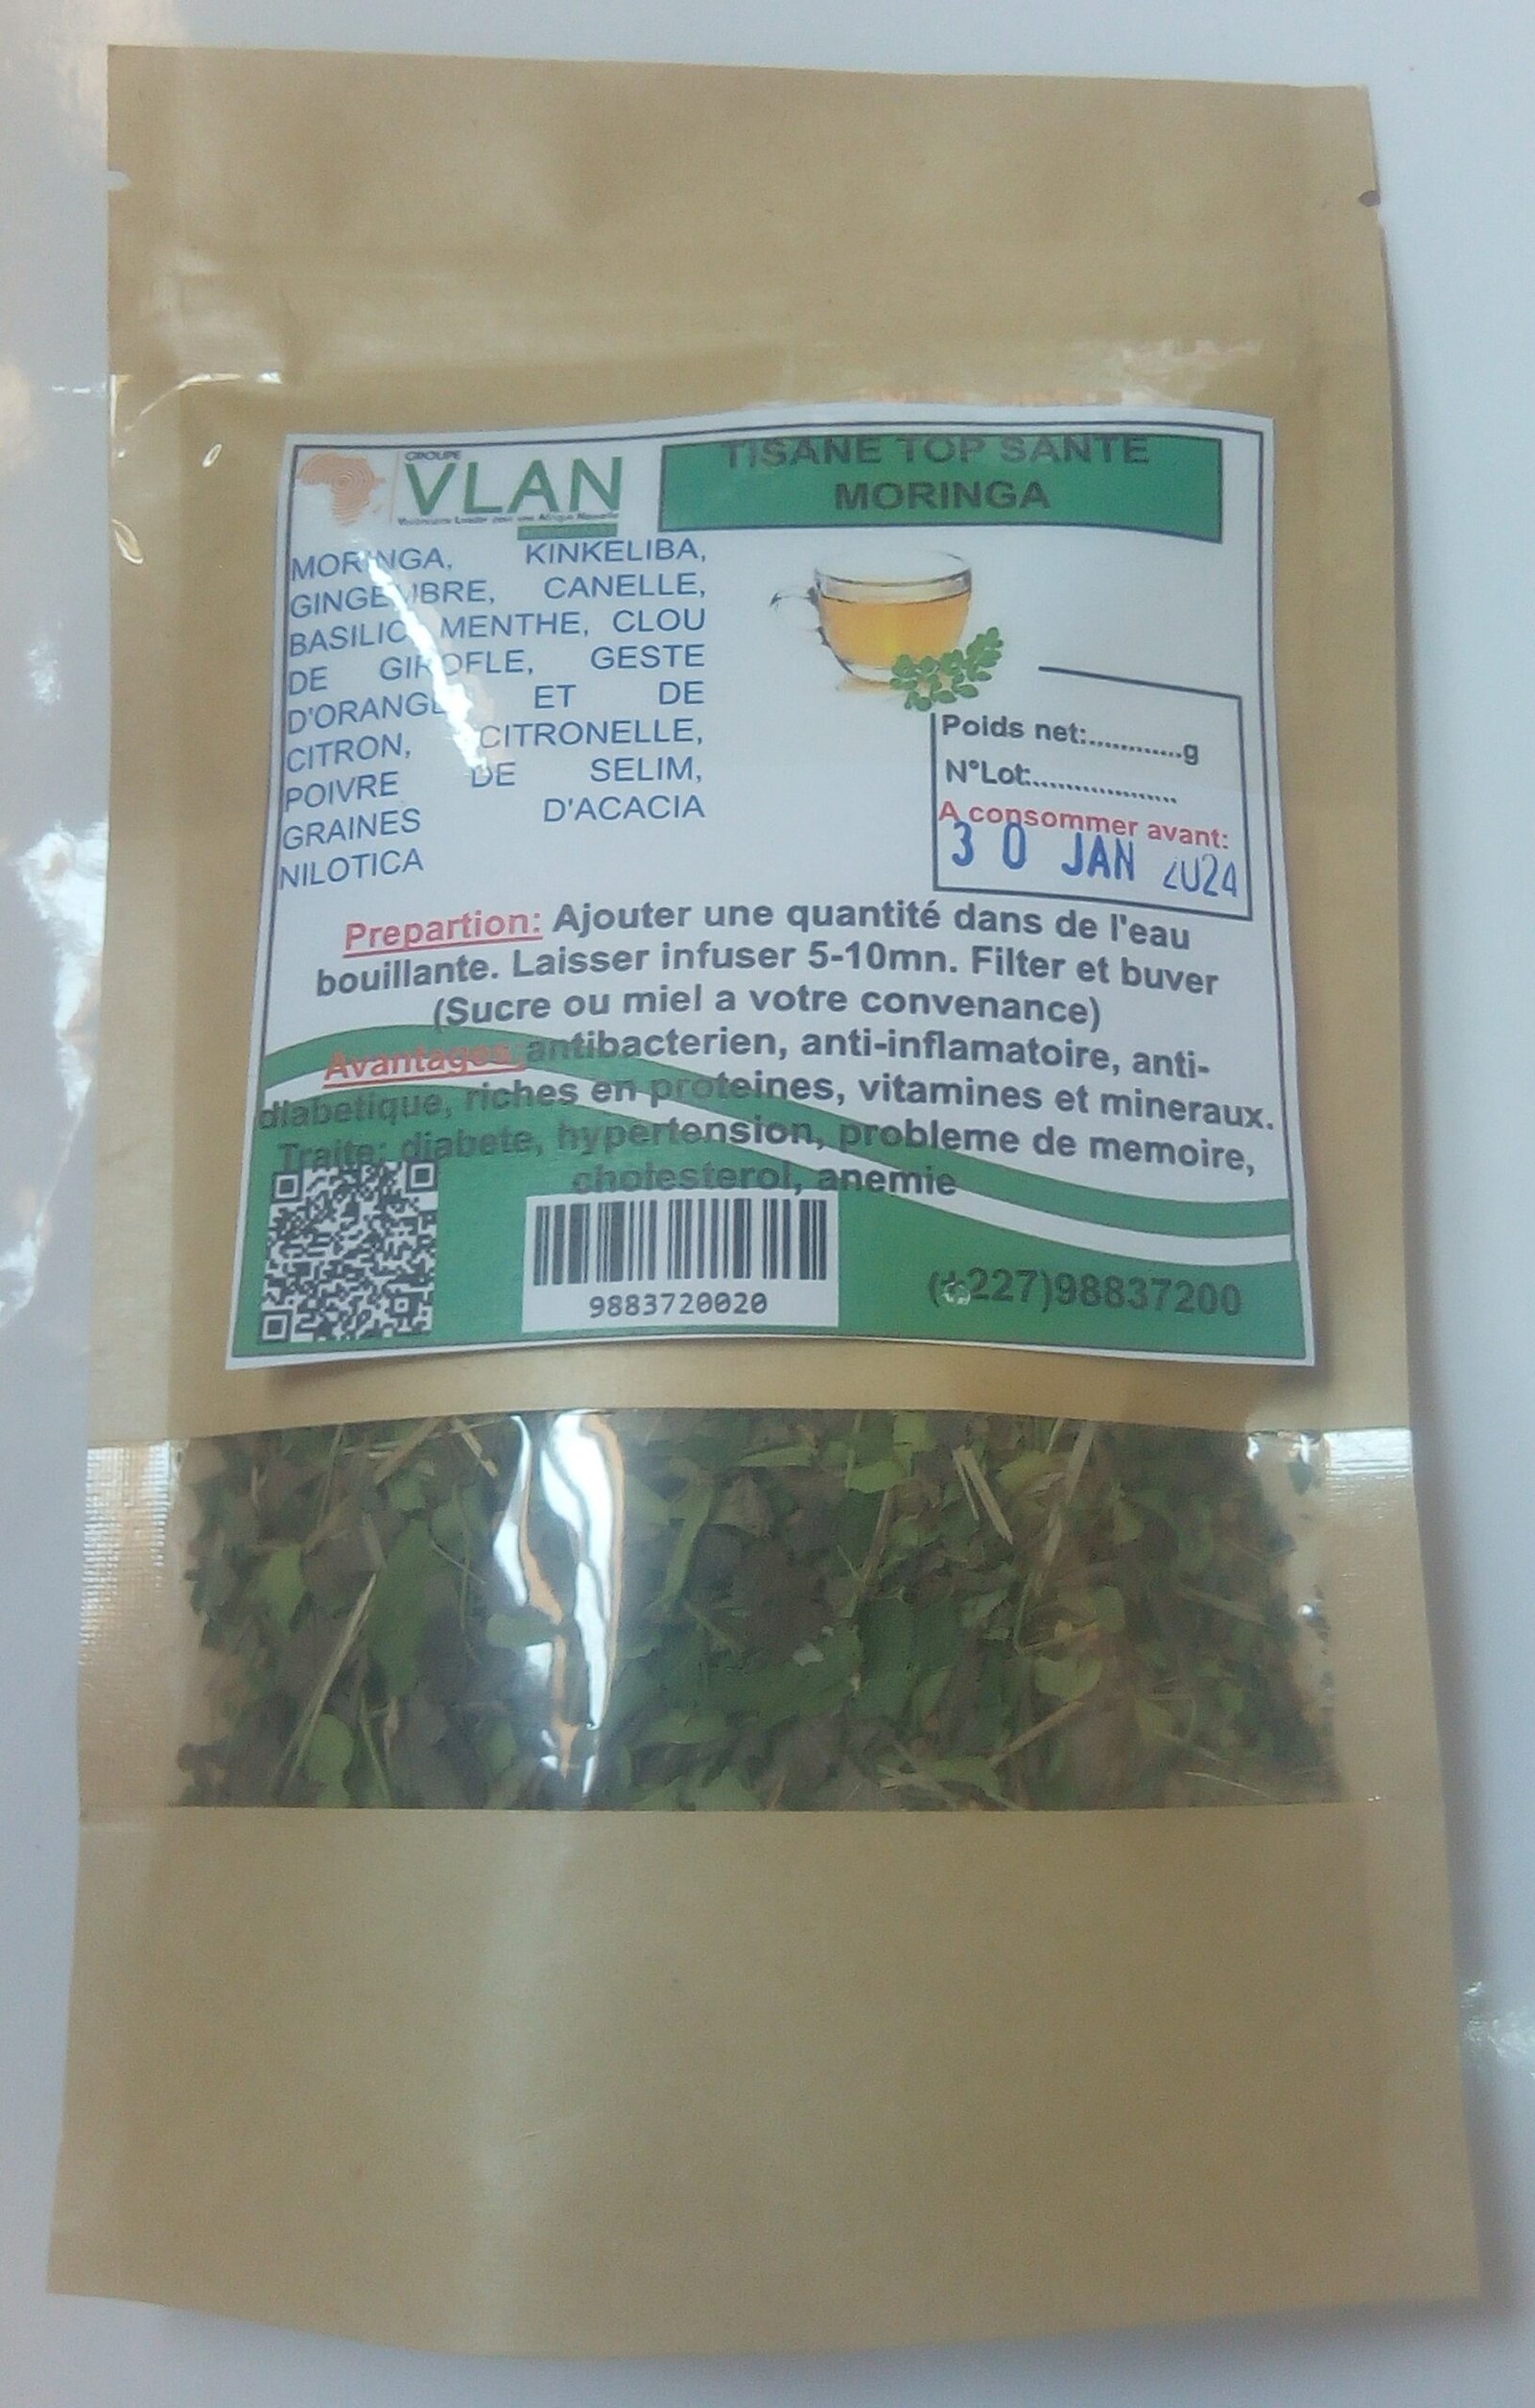 GROUPE
VLAN
TISANE TOP SANTE
MORINGA
MORINGA, KINKELIBA,
GINGEMBRE, CANELLE,
BASILIC, MENTHE, CLOU
DE GIROFLE, GESTE
D'ORANGE ET DE
CITRON, CITRONELLE,
POIVRE DE SELIM,
GRAINES D'ACACIA
NILOTICA
Poids net:.............g
N°Lot:...................
A consommer avant:
30 JAN 2024
Prepartion: Ajouter une quantité dans de l'eau
bouillante. Laisser infuser 5-10mn. Filter et buver
(Sucre ou miel a votre convenance)
Avantages:antibacterien, anti-inflamatoire, anti-
diabetique, riches en proteines, vitamines et mineraux.
Traite: diabete, hypertension, probleme de memoire,
cholesterol, anemie
9883720020
(+227)98837200